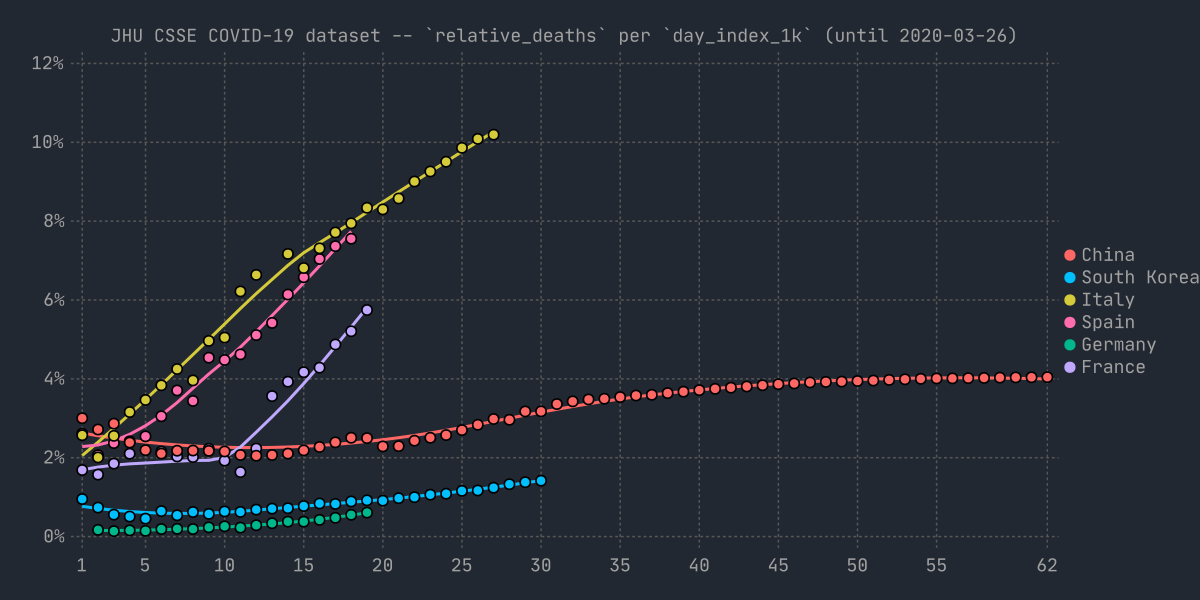 JHU CSSE COVID-19 dataset -- `relative_deaths` per `day_index_1k` (until 2020-03-26)
12%
10%
8%
6%
4%
2%
0%
1 5 10 15 20 25 30 35 40 45 50 55 62
China
South Korea
Italy
Spain
Germany
France